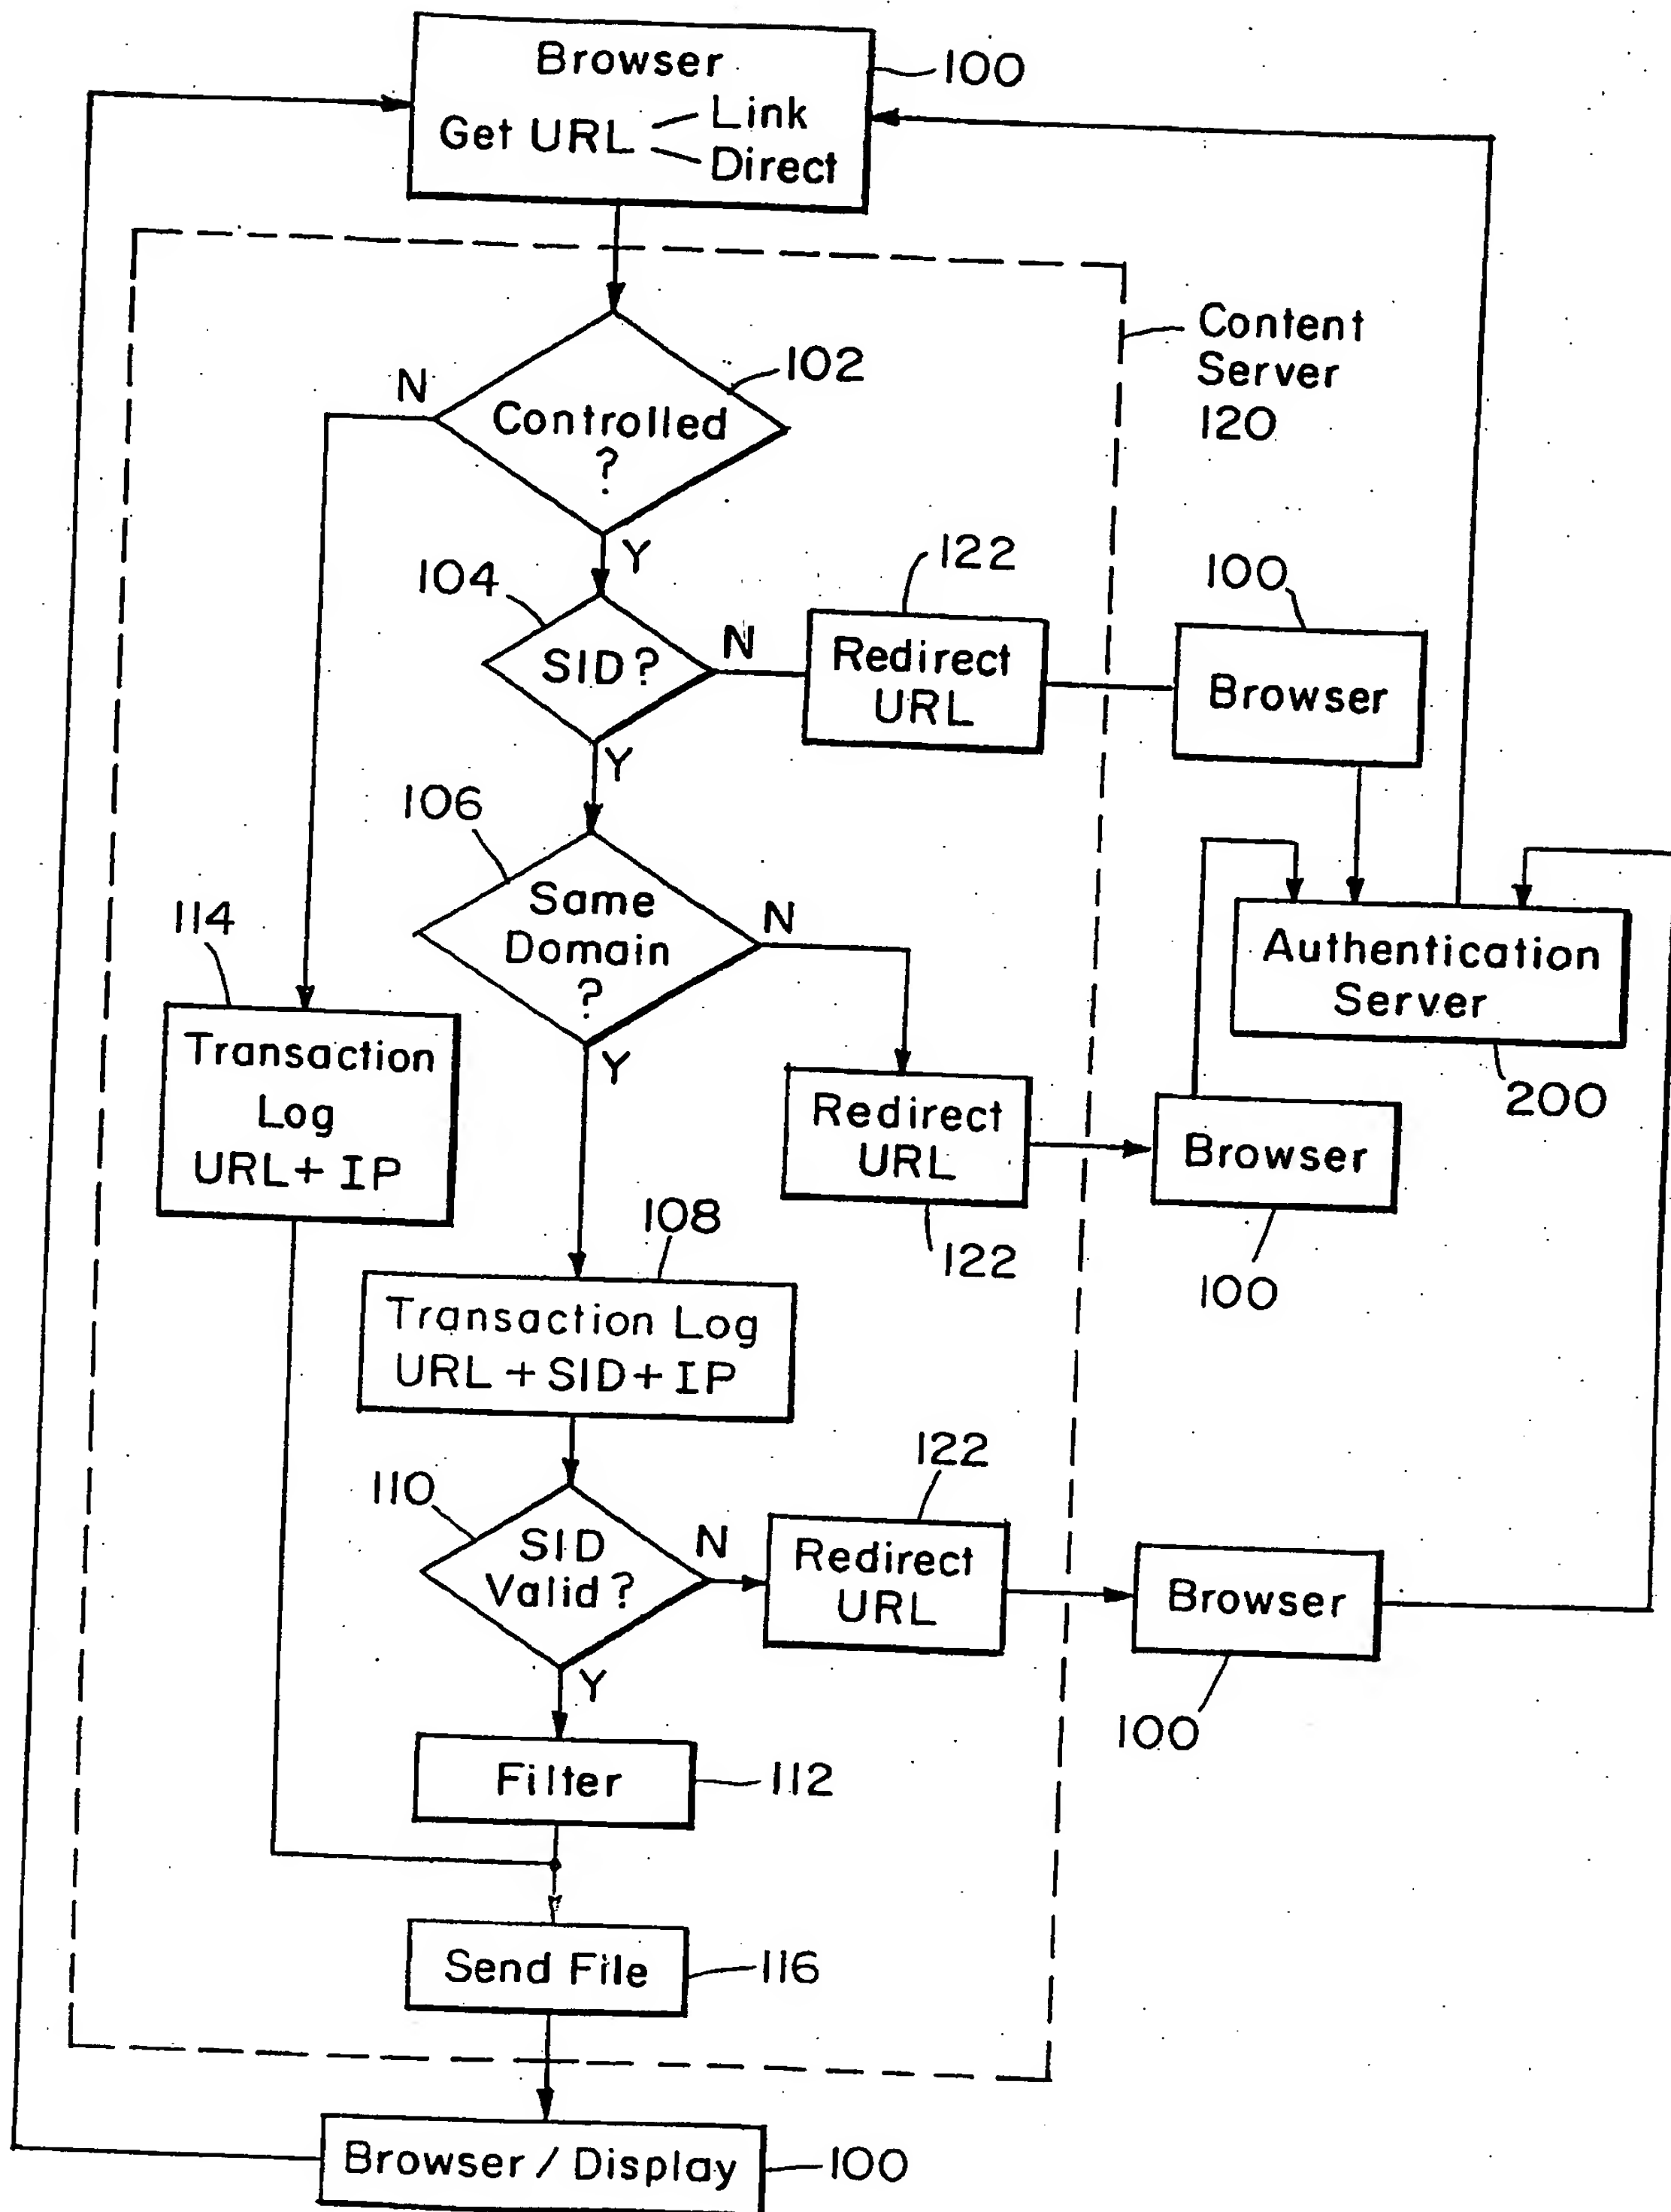 Browser
100
Get URL
Link
Direct
Content
Server
120
102
N
Controlled
?
Y
104
SID?
N
122
Redirect
URL
100
Browser
Y
106
Same
Domain
?
N
114
Transaction
Log
URL+ IP
Authentication
Server
200
Y
Redirect
URL
122
Browser
100
108
Transaction Log
URL + SID + IP
110
SID
Valid?
N
122
Redirect
URL
Browser
100
Y
Filter
112
Send File
116
Browser / Display
100